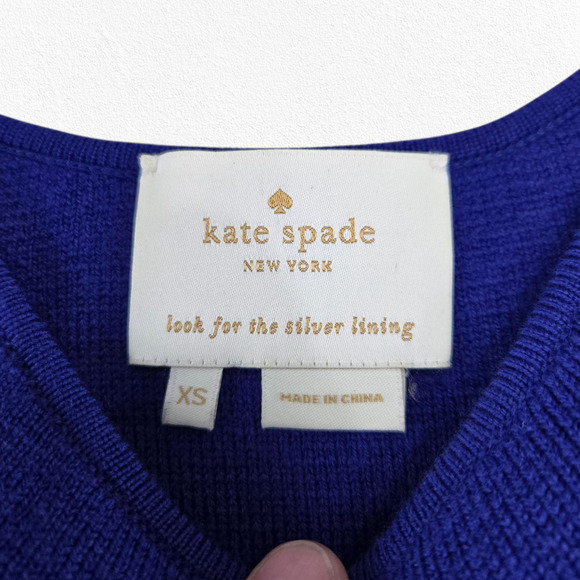 kate spade
NEW YORK
look for the silver lining
XS
MADE IN CHINA